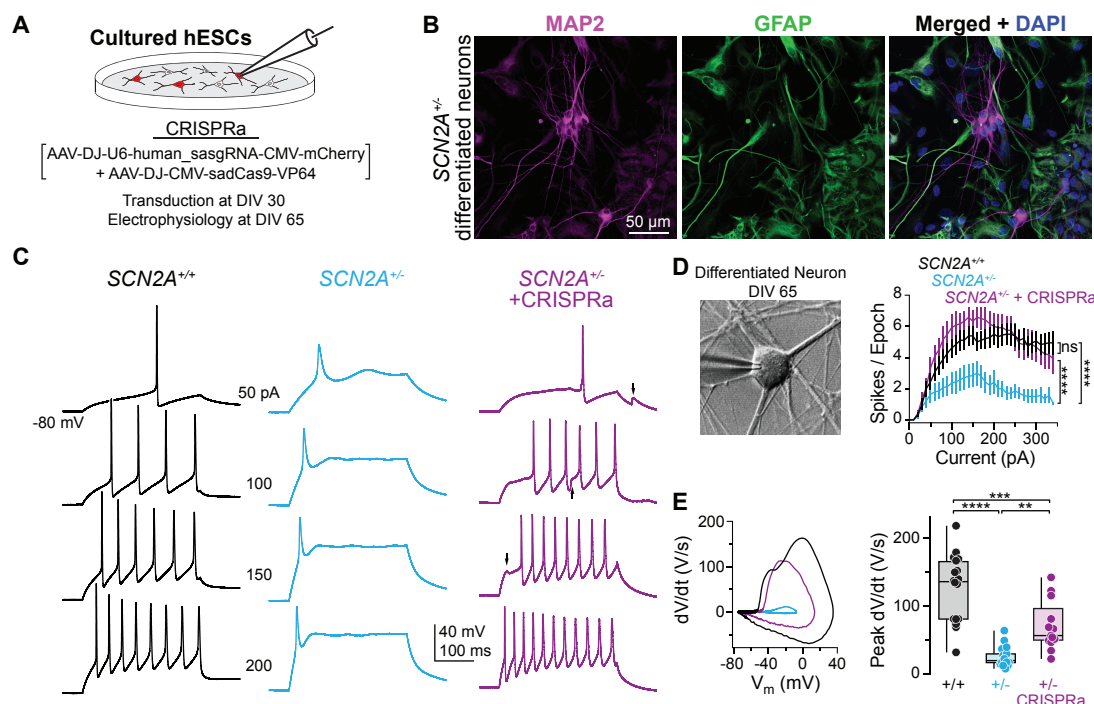 A
Cultured hESCs
CRISPRa
AAV-DJ-U6-human_sasgRNA-CMV-mCherry
+ AAV-DJ-CMV-sadCas9-VP64
Transduction at DIV 30
Electrophysiology at DIV 65
B
SCN2A+/-
differentiated neurons
MAP2
GFAP
Merged + DAPI
50 µm
C
SCN2A+/+
SCN2A+/-
SCN2A+/-
+CRISPRa
50 pA
-80 mV
100
150
200
40 mV
100 ms
D
Differentiated Neuron
DIV 65
SCN2A+/+
SCN2A+/-
SCN2A+/- + CRISPRa
Spikes / Epoch
8
6
4
2
0
0 100 200 300
Current (pA)
ns
****
****
E
dV/dt (V/s)
200
100
0
-80 -40 0 40
Vm (mV)
Peak dV/dt (V/s)
200
100
0
***
**** **
+/+ +/- +/-
CRISPRa